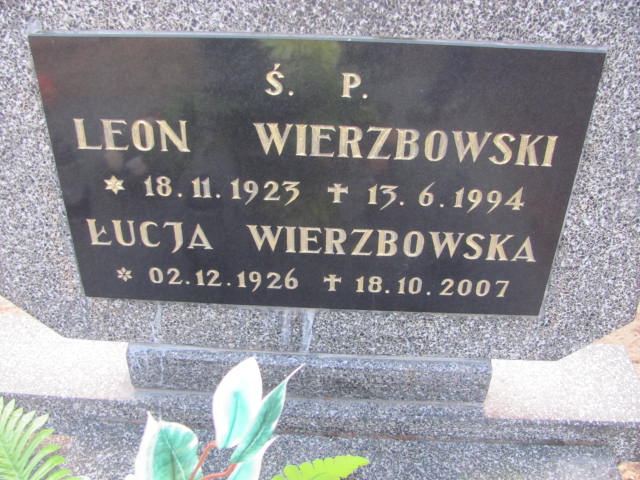 Ś. P.
LEON WIERZBOWSKI
* 18.11.1923 ✝ 13.6.1994
ŁUCJA WIERZBOWSKA
* 02.12.1926 ✝ 18.10.2007